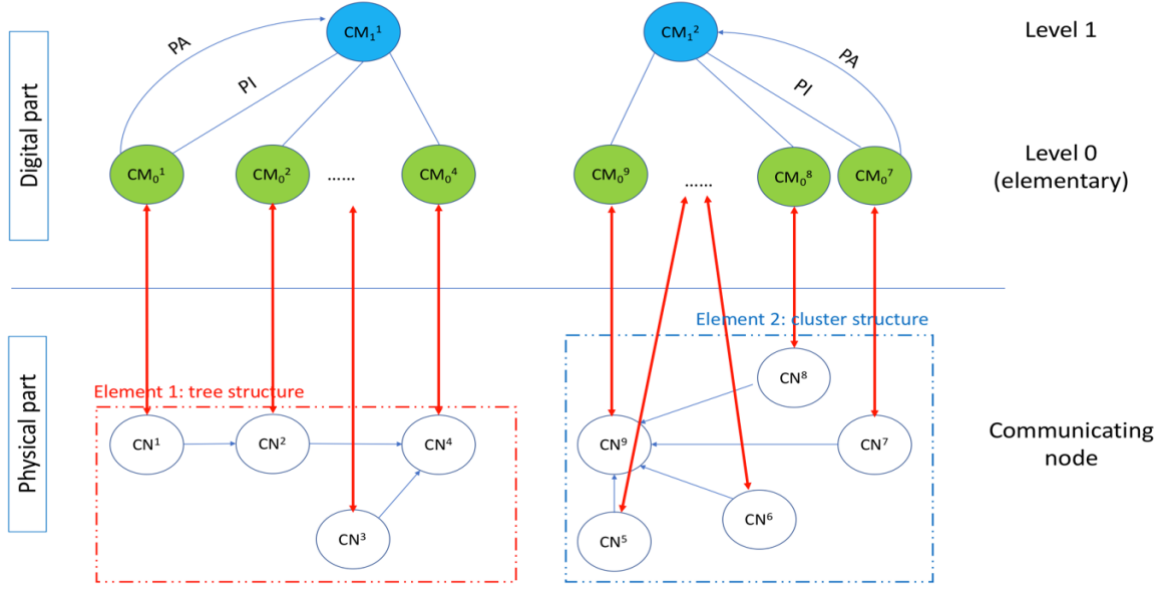 CM₁¹
CM₁²
Level 1
PA
PI
PA
PI
Digital part
CM₀¹
CM₀²
......
CM₀⁴
CM₀⁹
......
CM₀⁸
CM₀⁷
Level 0
(elementary)
Element 2: cluster structure
Element 1: tree structure
Physical part
CN¹
CN²
CN⁴
CN³
CN⁸
CN⁹
CN⁷
CN⁶
CN⁵
Communicating
node